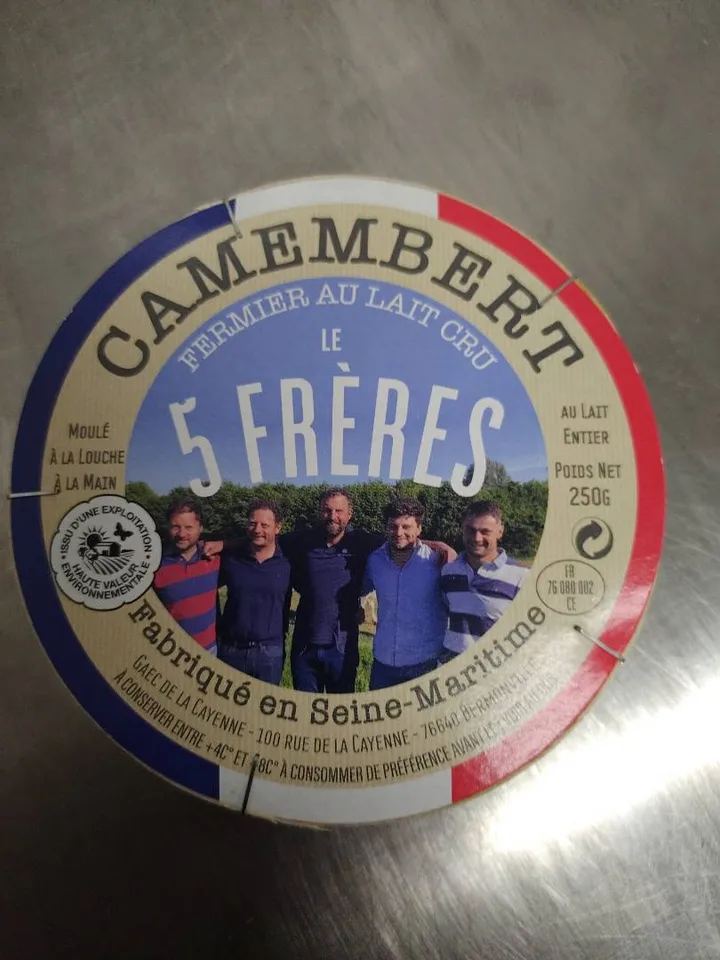 CAMEMBERT
FERMIER AU LAIT CRU
LE
5 FRÈRES
MOULÉ
À LA LOUCHE
À LA MAIN
AU LAIT
ENTIER
POIDS NET
250G
ISSU D'UNE EXPLOITATION
HAUTE VALEUR
ENVIRONNEMENTALE
FR
76 080 002
CE
Fabriqué en Seine-Maritime
GAEC DE LA CAYENNE - 100 RUE DE LA CAYENNE - 76640 BERMONVILLE
À CONSERVER ENTRE +4C° ET +8C° À CONSOMMER DE PRÉFÉRENCE AVANT LE